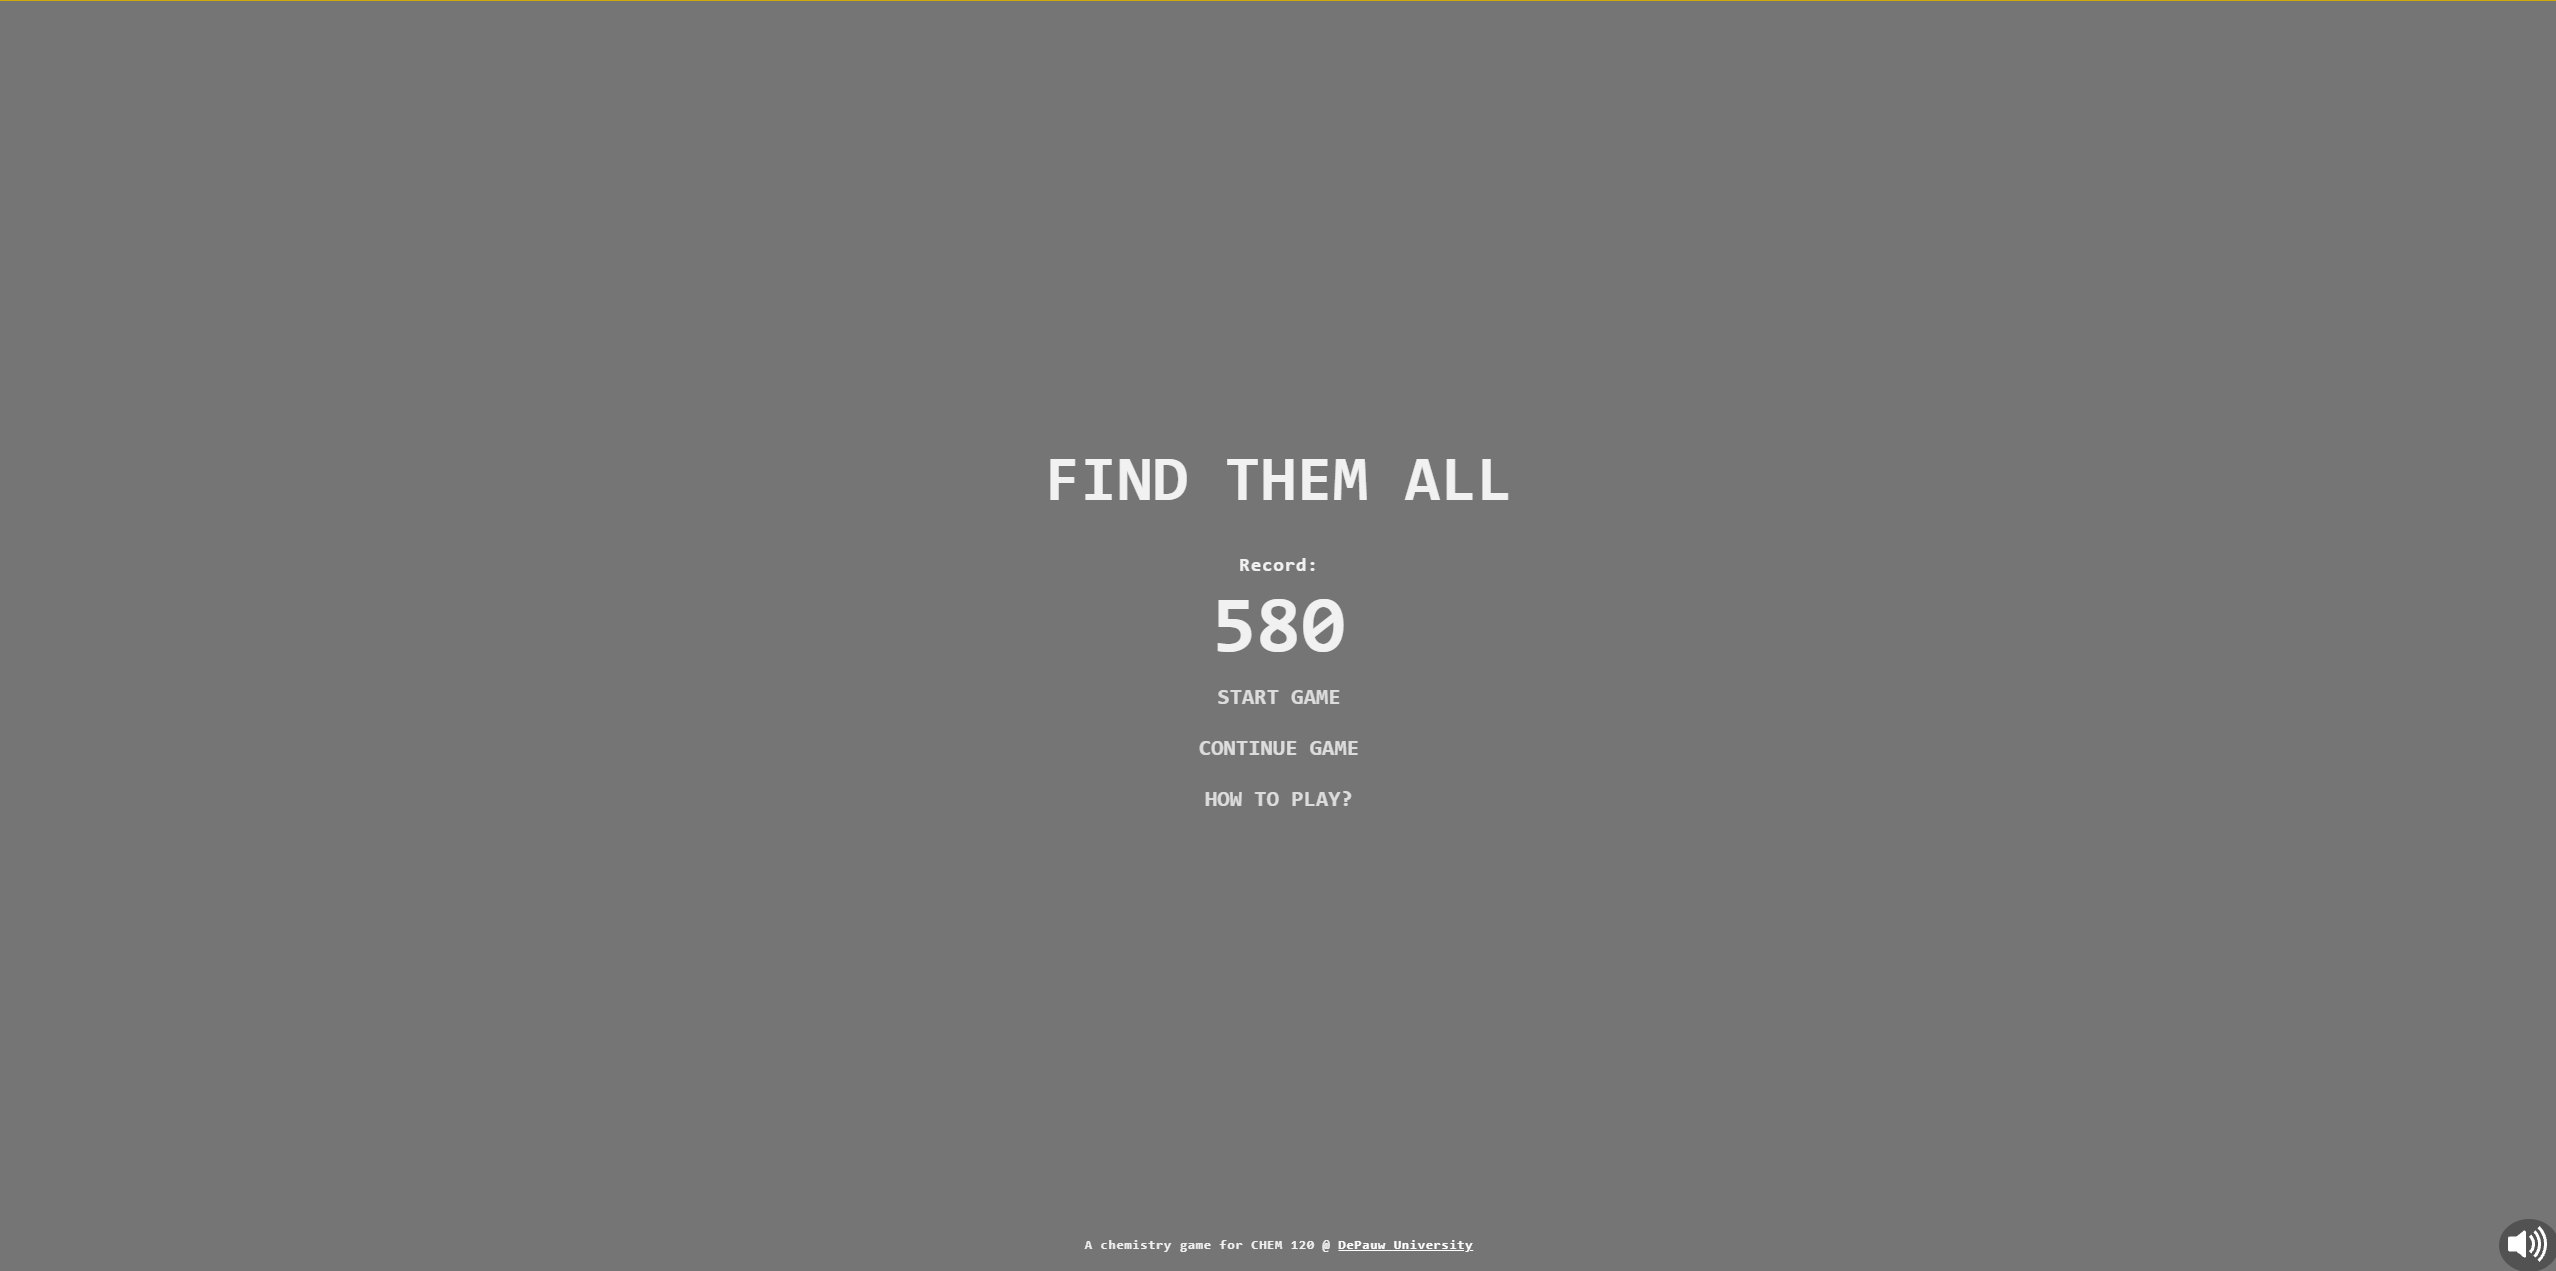 FIND THEM ALL
Record:
580
START GAME
CONTINUE GAME
HOW TO PLAY?
A chemistry game for CHEM 120 @ DePauw University